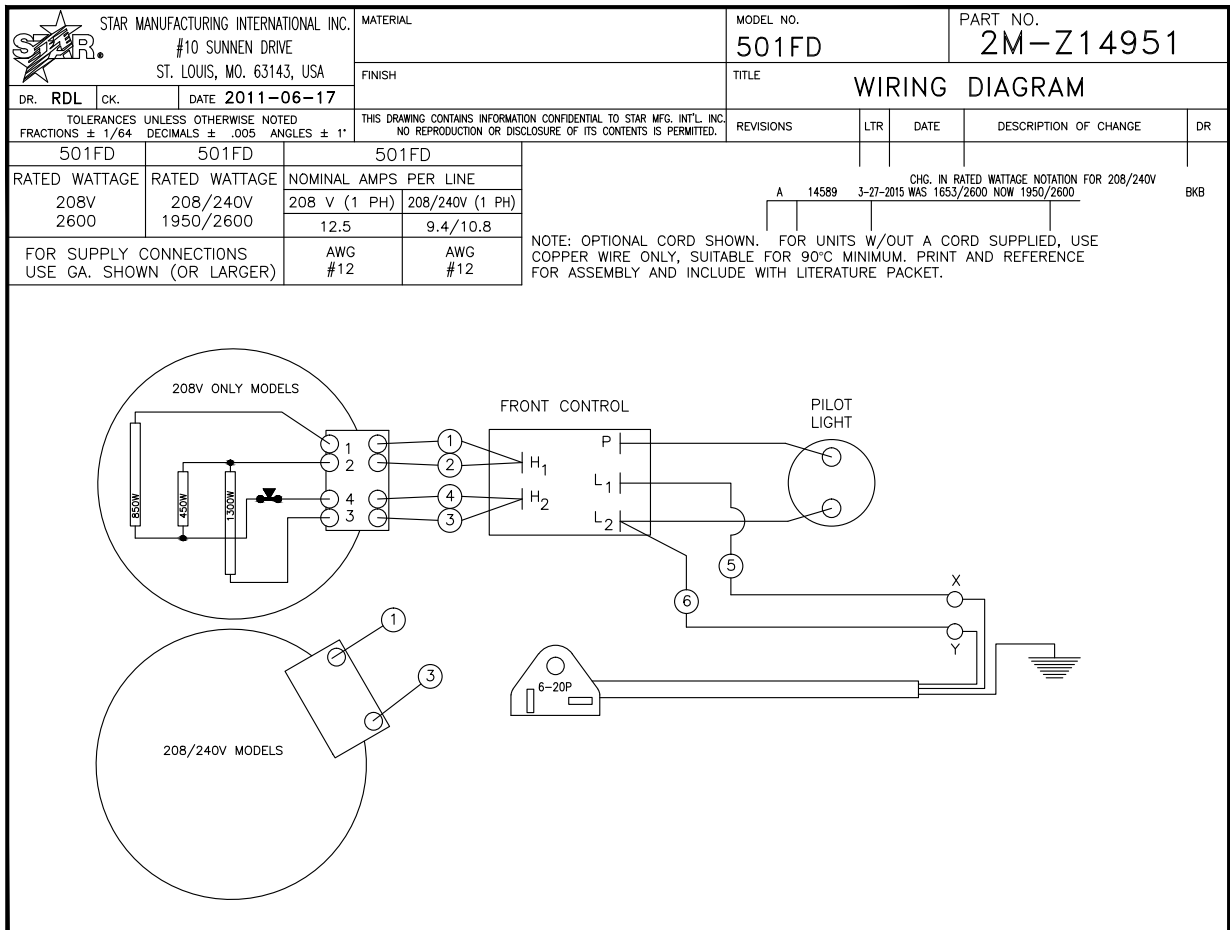 STAR®
STAR MANUFACTURING INTERNATIONAL INC.
#10 SUNNEN DRIVE
ST. LOUIS, MO. 63143, USA
DR. RDL CK. DATE 2011-06-17
MATERIAL
FINISH
MODEL NO.
501FD
PART NO.
2M-Z14951
TITLE
WIRING DIAGRAM
TOLERANCES UNLESS OTHERWISE NOTED
FRACTIONS ± 1/64 DECIMALS ± .005 ANGLES ± 1°
THIS DRAWING CONTAINS INFORMATION CONFIDENTIAL TO STAR MFG. INT'L. INC.
NO REPRODUCTION OR DISCLOSURE OF ITS CONTENTS IS PERMITTED.
REVISIONS LTR DATE DESCRIPTION OF CHANGE DR
501FD 501FD 501FD
RATED WATTAGE RATED WATTAGE NOMINAL AMPS PER LINE
208V 208/240V 208 V (1 PH) 208/240V (1 PH)
2600 1950/2600 12.5 9.4/10.8
FOR SUPPLY CONNECTIONS AWG AWG
USE GA. SHOWN (OR LARGER) #12 #12
CHG. IN RATED WATTAGE NOTATION FOR 208/240V
A 14589 3-27-2015 WAS 1653/2600 NOW 1950/2600 BKB
NOTE: OPTIONAL CORD SHOWN. FOR UNITS W/OUT A CORD SUPPLIED, USE
COPPER WIRE ONLY, SUITABLE FOR 90°C MINIMUM. PRINT AND REFERENCE
FOR ASSEMBLY AND INCLUDE WITH LITERATURE PACKET.
208V ONLY MODELS
850W
450W
1300W
1
2
4
3
1
2
4
3
FRONT CONTROL
H1
H2
P
L1
L2
PILOT
LIGHT
5
6
X
Y
6-20P
1
3
208/240V MODELS